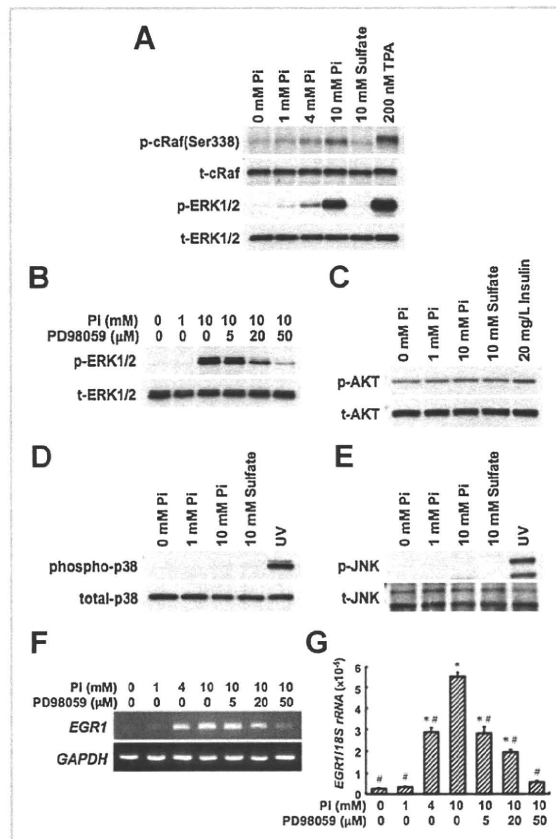 A
0 mM Pi
1 mM Pi
4 mM Pi
10 mM Pi
10 mM Sulfate
200 nM TPA
p-cRaf(Ser338)
t-cRaf
p-ERK1/2
t-ERK1/2
B
Pi (mM) 0 1 10 10 10 10
PD98059 (μM) 0 0 0 5 20 50
p-ERK1/2
t-ERK1/2
C
0 mM Pi
1 mM Pi
10 mM Pi
10 mM Sulfate
20 mg/L Insulin
p-AKT
t-AKT
D
0 mM Pi
1 mM Pi
10 mM Pi
10 mM Sulfate
UV
phospho-p38
total-p38
E
0 mM Pi
1 mM Pi
10 mM Pi
10 mM Sulfate
UV
p-JNK
t-JNK
F
Pi (mM) 0 1 4 10 10 10 10
PD98059 (μM) 0 0 0 0 5 20 50
EGR1
GAPDH
G
EGR1/18S rRNA (x10⁻⁵)
6
5
4
3
2
1
0
# # *# * *# *# #
Pi (mM) 0 1 4 10 10 10 10
PD98059 (μM) 0 0 0 0 5 20 50